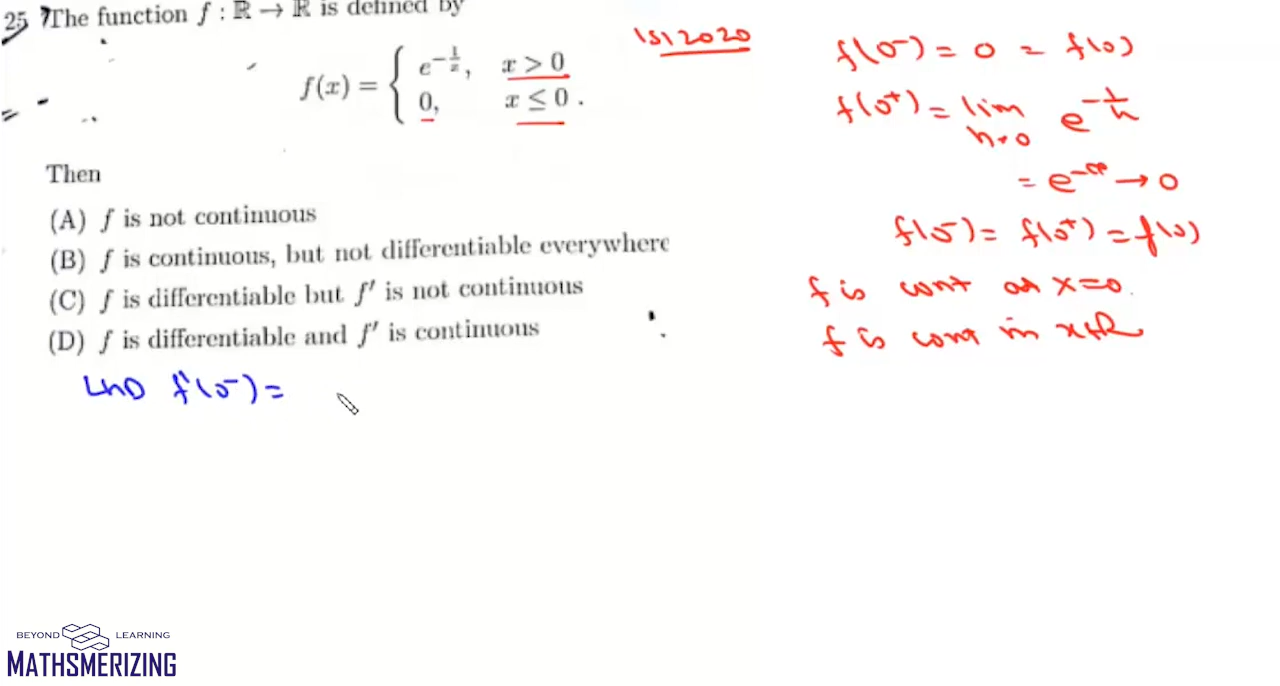 25 The function f : ℝ → ℝ is defined by
f(x) = { e^{-1/x}, x > 0
0, x ≤ 0 .
Then
(A) f is not continuous
(B) f is continuous, but not differentiable everywhere
(C) f is differentiable but f′ is not continuous
(D) f is differentiable and f′ is continuous
LHD f'(0⁻) =
ISI 2020
f(0⁻) = 0 = f(0)
f(0⁺) = lim h→0 e^{-1/h}
= e^{-∞} → 0
f(0⁻) = f(0⁺) = f(0)
f is cont at x=0.
f is cont in x∈R
BEYOND LEARNING
MATHSMERIZING